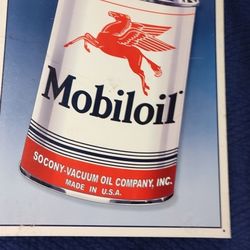 Mobiloil
SOCONY-VACUUM OIL COMPANY, INC.
MADE IN U.S.A.